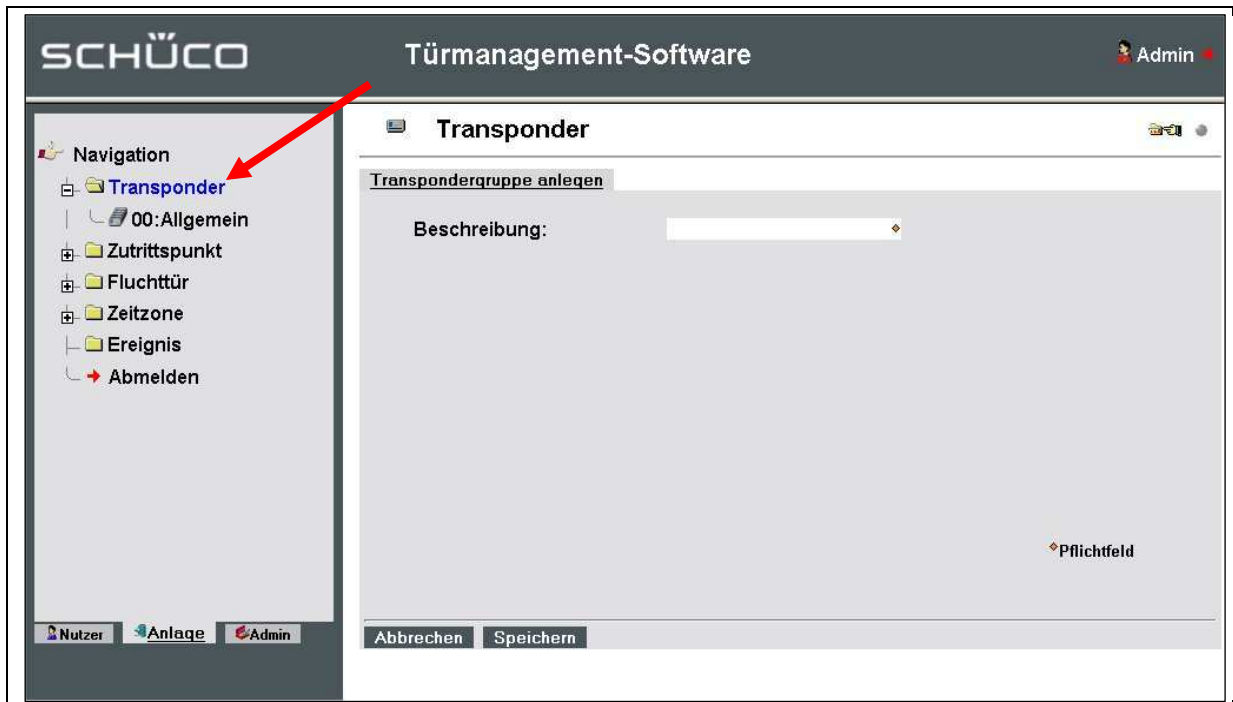 SCHÜCO
Türmanagement-Software
Admin
Navigation
Transponder
00:Allgemein
Zutrittspunkt
Fluchttür
Zeitzone
Ereignis
Abmelden
Nutzer Anlage Admin
Transponder
Transpondergruppe anlegen
Beschreibung:
Pflichtfeld
Abbrechen Speichern